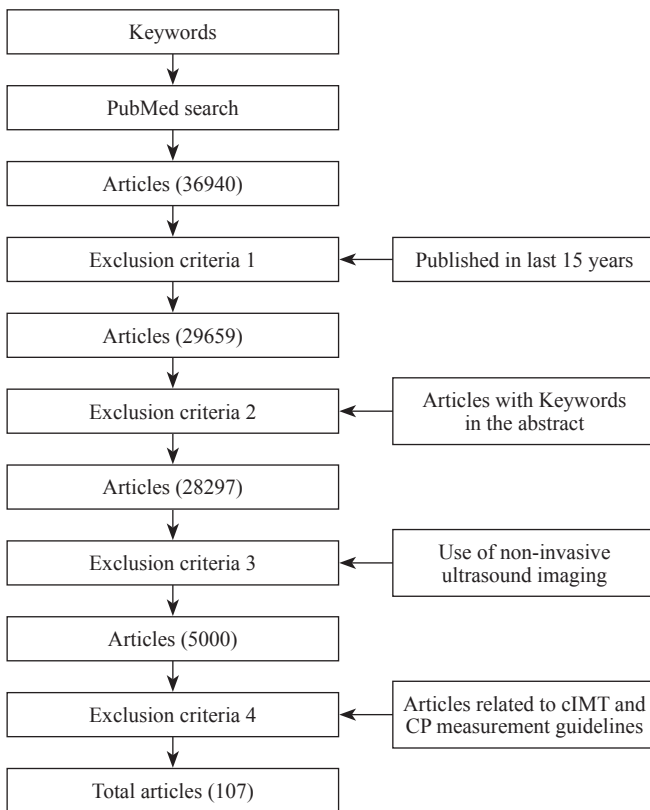 Keywords
PubMed search
Articles (36940)
Exclusion criteria 1
Published in last 15 years
Articles (29659)
Exclusion criteria 2
Articles with Keywords
in the abstract
Articles (28297)
Exclusion criteria 3
Use of non-invasive
ultrasound imaging
Articles (5000)
Exclusion criteria 4
Articles related to cIMT and
CP measurement guidelines
Total articles (107)